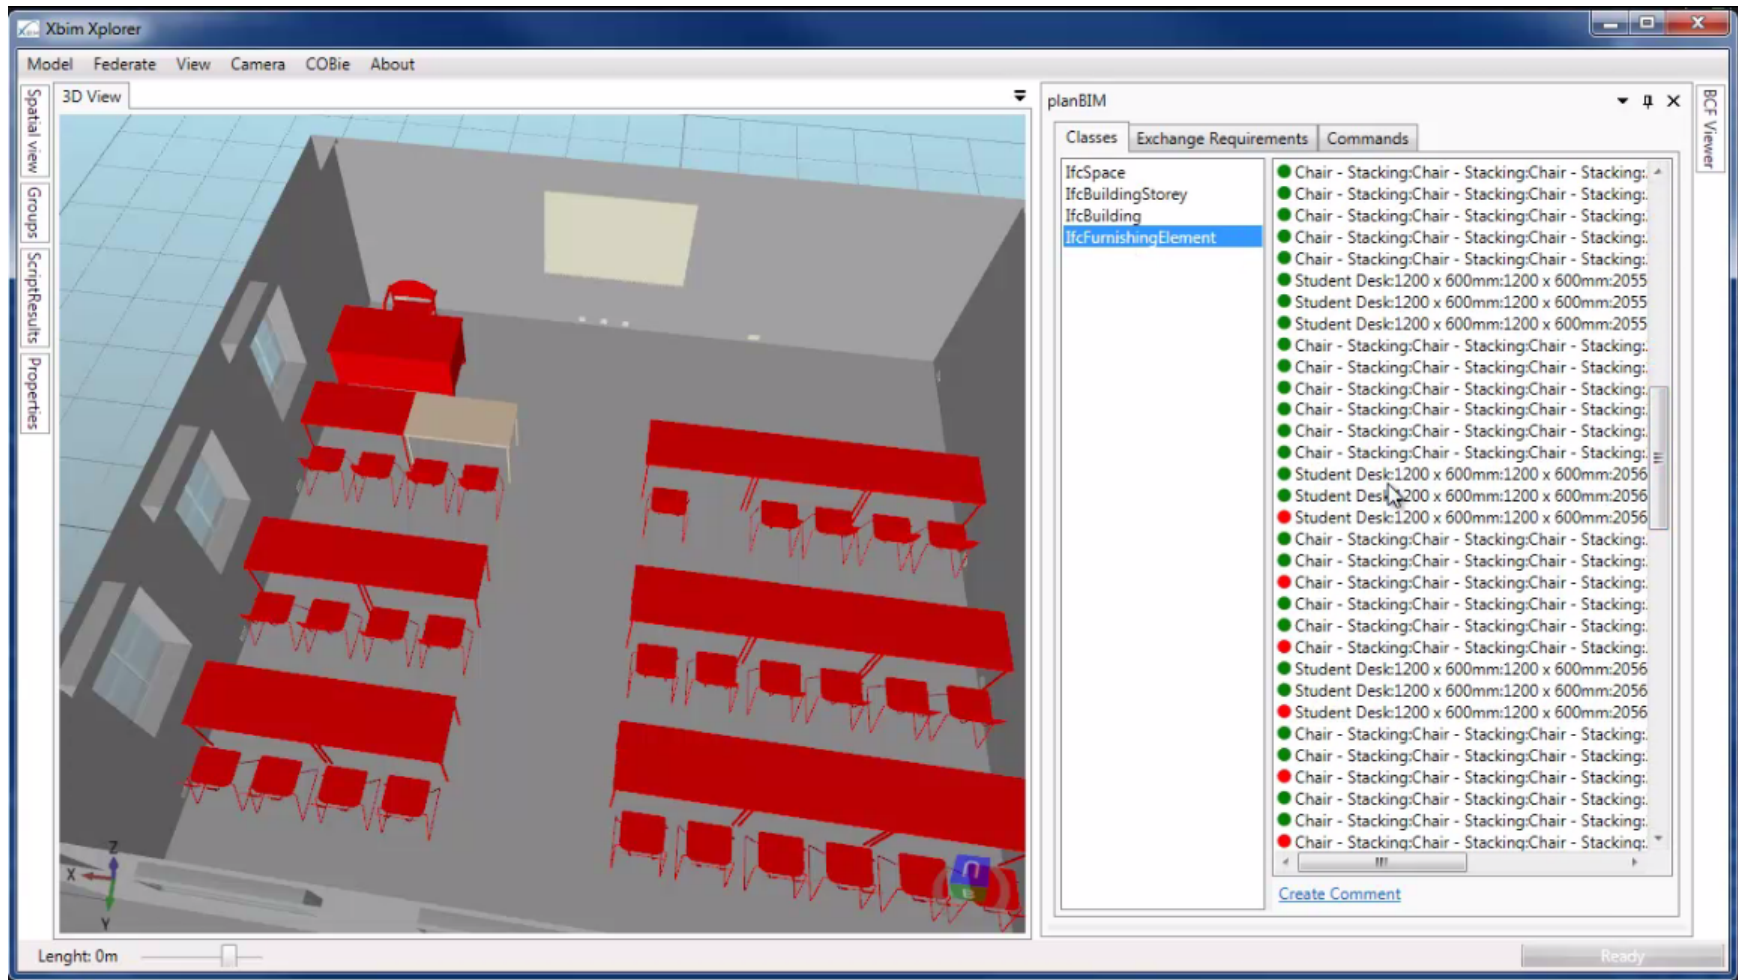 Xbim Xplorer
Model Federate View Camera COBie About
Spatial view
Groups
ScriptResults
Properties
3D View
X
Z
Y
planBIM
Classes Exchange Requirements Commands
IfcSpace
IfcBuildingStorey
IfcBuilding
IfcFurnishingElement
Chair - Stacking:Chair - Stacking:Chair - Stacking:
Chair - Stacking:Chair - Stacking:Chair - Stacking:
Chair - Stacking:Chair - Stacking:Chair - Stacking:
Chair - Stacking:Chair - Stacking:Chair - Stacking:
Chair - Stacking:Chair - Stacking:Chair - Stacking:
Student Desk:1200 x 600mm:1200 x 600mm:2055
Student Desk:1200 x 600mm:1200 x 600mm:2055
Student Desk:1200 x 600mm:1200 x 600mm:2055
Chair - Stacking:Chair - Stacking:Chair - Stacking:
Chair - Stacking:Chair - Stacking:Chair - Stacking:
Chair - Stacking:Chair - Stacking:Chair - Stacking:
Chair - Stacking:Chair - Stacking:Chair - Stacking:
Chair - Stacking:Chair - Stacking:Chair - Stacking:
Chair - Stacking:Chair - Stacking:Chair - Stacking:
Student Desk:1200 x 600mm:1200 x 600mm:2056
Student Desk:1200 x 600mm:1200 x 600mm:2056
Student Desk:1200 x 600mm:1200 x 600mm:2056
Chair - Stacking:Chair - Stacking:Chair - Stacking:
Chair - Stacking:Chair - Stacking:Chair - Stacking:
Chair - Stacking:Chair - Stacking:Chair - Stacking:
Chair - Stacking:Chair - Stacking:Chair - Stacking:
Chair - Stacking:Chair - Stacking:Chair - Stacking:
Chair - Stacking:Chair - Stacking:Chair - Stacking:
Student Desk:1200 x 600mm:1200 x 600mm:2056
Student Desk:1200 x 600mm:1200 x 600mm:2056
Student Desk:1200 x 600mm:1200 x 600mm:2056
Chair - Stacking:Chair - Stacking:Chair - Stacking:
Chair - Stacking:Chair - Stacking:Chair - Stacking:
Chair - Stacking:Chair - Stacking:Chair - Stacking:
Chair - Stacking:Chair - Stacking:Chair - Stacking:
Chair - Stacking:Chair - Stacking:Chair - Stacking:
Chair - Stacking:Chair - Stacking:Chair - Stacking:
Create Comment
BCF Viewer
Lenght: 0m
Ready